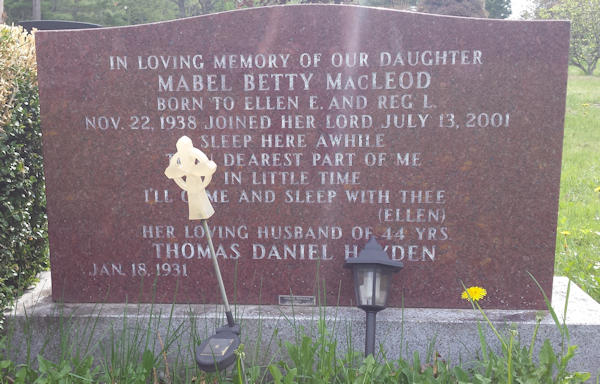 IN LOVING MEMORY OF OUR DAUGHTER
MABEL BETTY MACLEOD
BORN TO ELLEN E. AND REG L.
NOV. 22, 1938 JOINED HER LORD JULY 13, 2001
SLEEP HERE AWHILE
DEAREST PART OF ME
IN LITTLE TIME
I'LL COME AND SLEEP WITH THEE
(ELLEN)
HER LOVING HUSBAND OF 44 YRS.
THOMAS DANIEL HAYDEN
JAN. 18, 1931